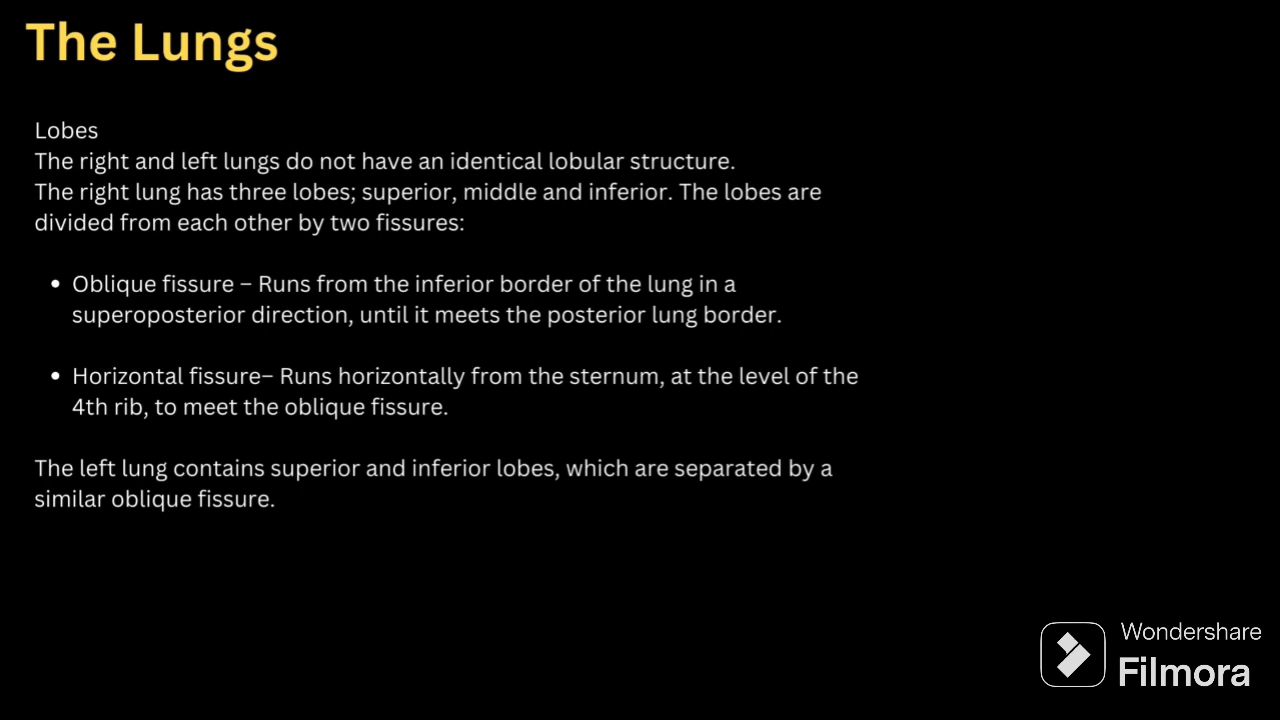 The Lungs
Lobes
The right and left lungs do not have an identical lobular structure.
The right lung has three lobes; superior, middle and inferior. The lobes are
divided from each other by two fissures:
• Oblique fissure – Runs from the inferior border of the lung in a
superoposterior direction, until it meets the posterior lung border.
• Horizontal fissure– Runs horizontally from the sternum, at the level of the
4th rib, to meet the oblique fissure.
The left lung contains superior and inferior lobes, which are separated by a
similar oblique fissure.
Wondershare
Filmora